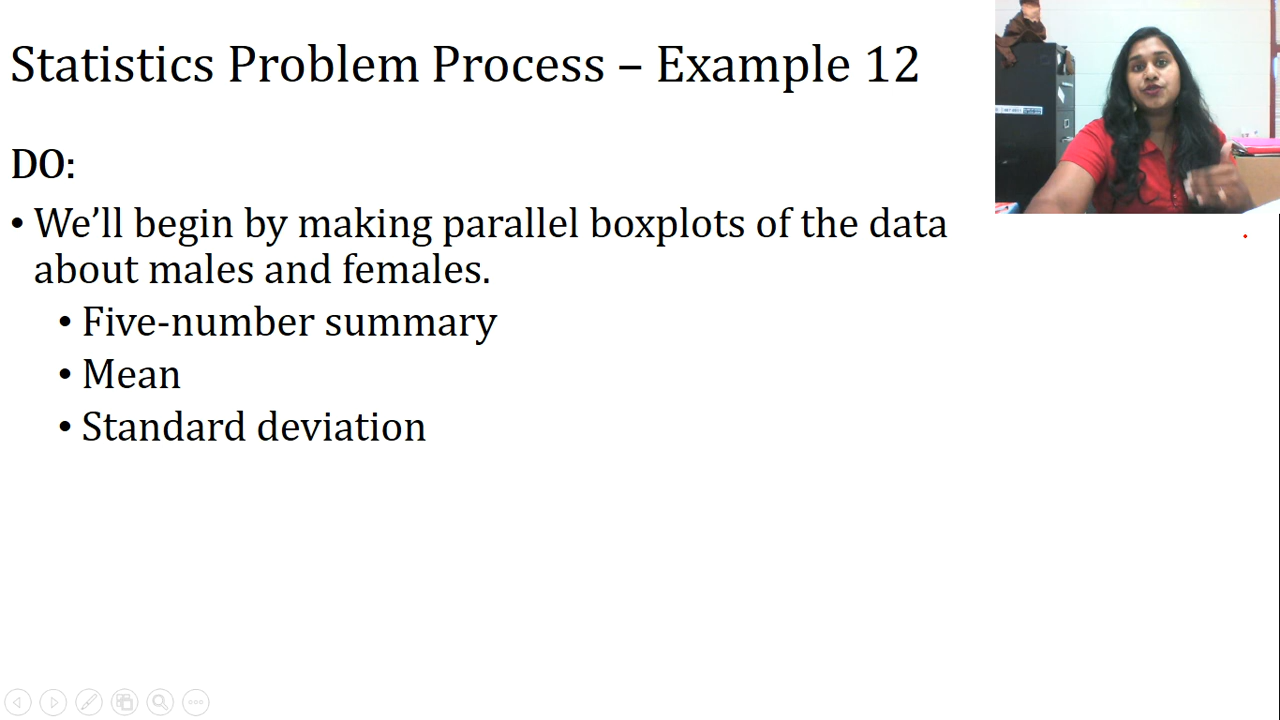 Statistics Problem Process – Example 12
DO:
• We’ll begin by making parallel boxplots of the data
about males and females.
• Five-number summary
• Mean
• Standard deviation